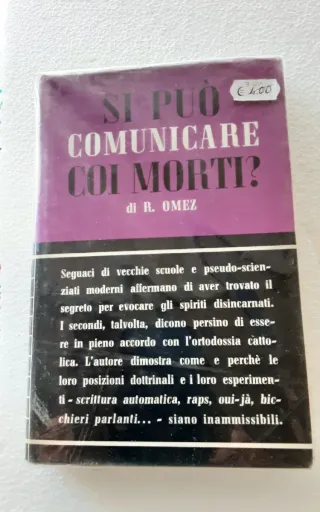 € 4.00
SI PUÒ
COMUNICARE
COI MORTI?
di R. OMEZ
Seguaci di vecchie scuole e pseudo-scien-
ziati moderni affermano di aver trovato il
segreto per evocare gli spiriti disincarnati.
I secondi, talvolta, dicono persino di esse-
re in pieno accordo con l'ortodossia catto-
lica. L'autore dimostra come e perchè le
loro posizioni dottrinali e i loro esperimen-
ti - scrittura automatica, raps, oui-jà, bic-
chieri parlanti... - siano inammissibili.